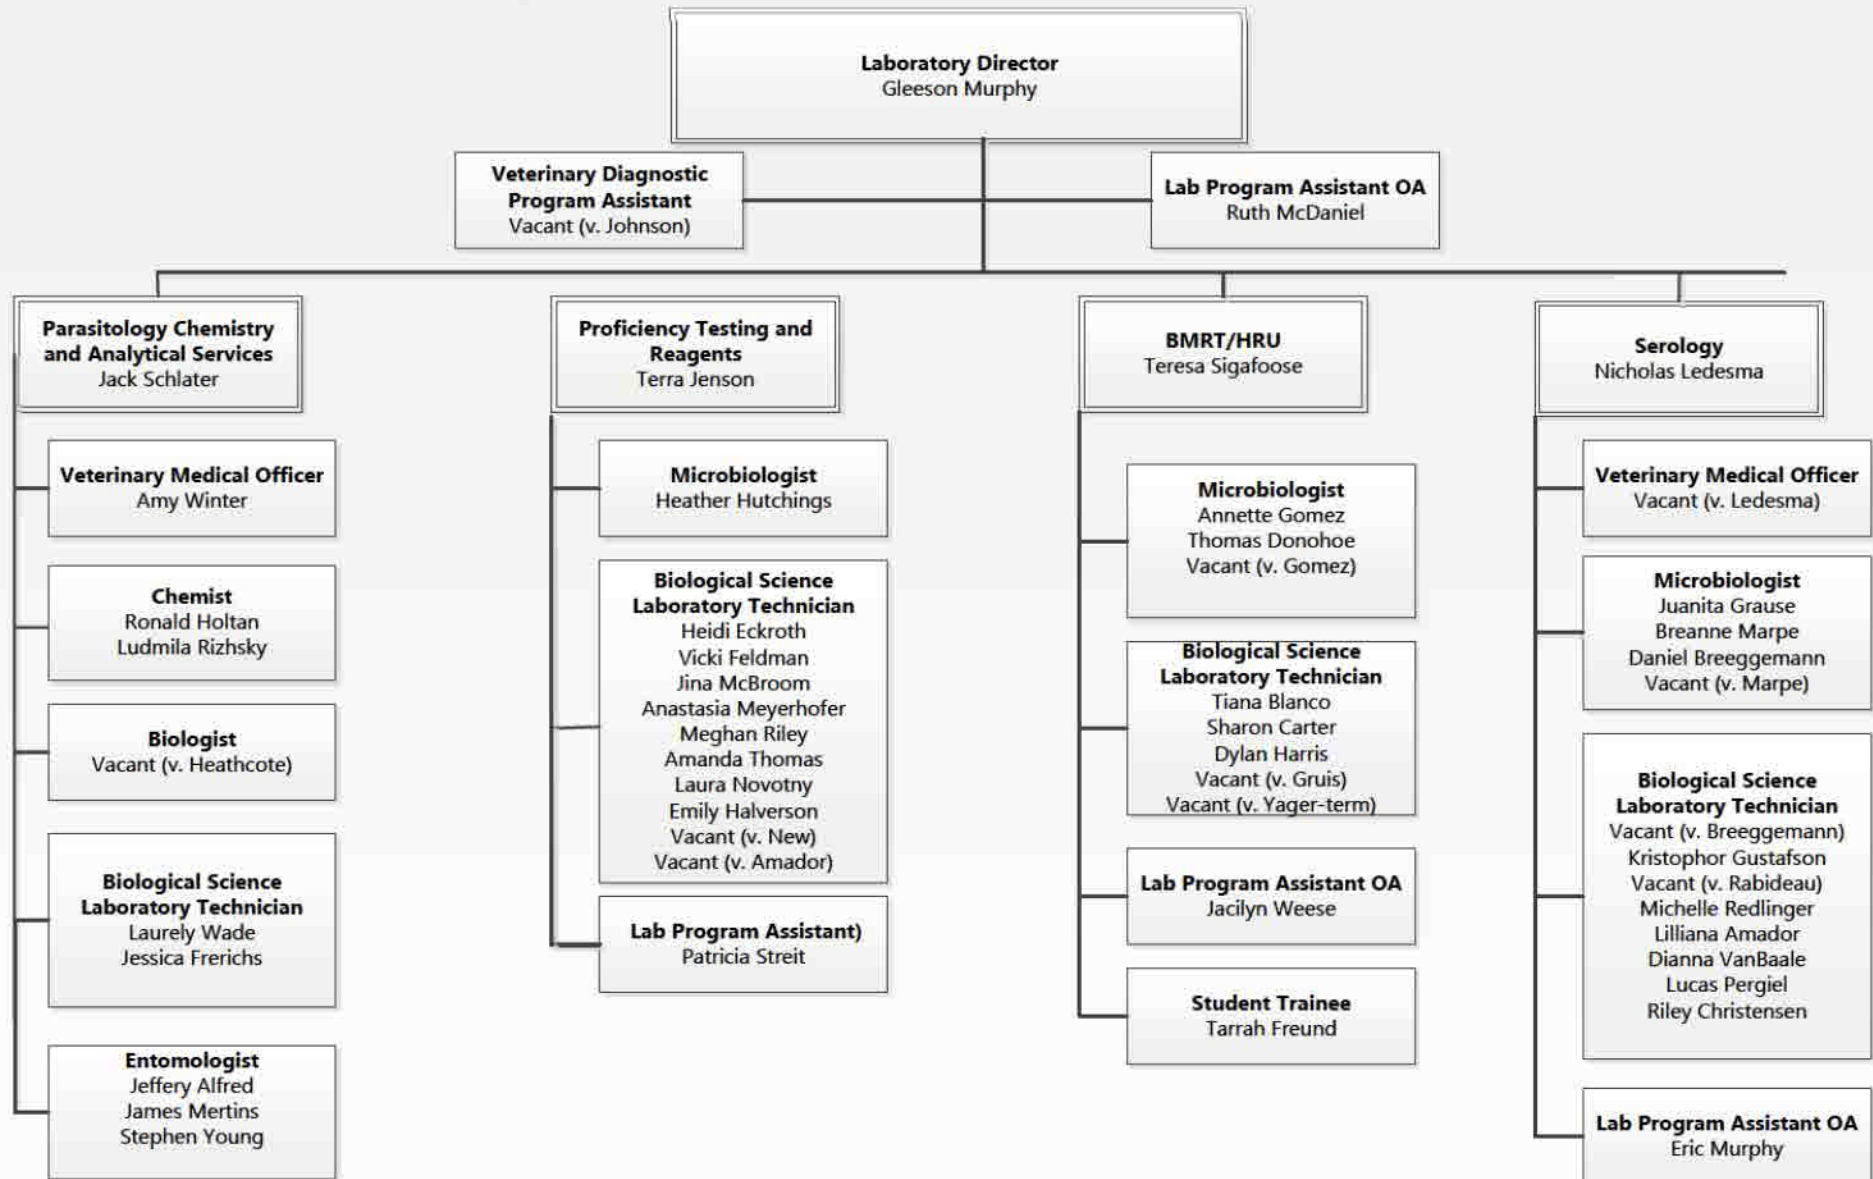 Laboratory Director
Gleeson Murphy
Veterinary Diagnostic
Program Assistant
Vacant (v. Johnson)
Lab Program Assistant OA
Ruth McDaniel
Parasitology Chemistry
and Analytical Services
Jack Schlater
Veterinary Medical Officer
Amy Winter
Chemist
Ronald Holtan
Ludmila Rizhsky
Biologist
Vacant (v. Heathcote)
Biological Science
Laboratory Technician
Laurely Wade
Jessica Frerichs
Entomologist
Jeffery Alfred
James Mertins
Stephen Young
Proficiency Testing and
Reagents
Terra Jenson
Microbiologist
Heather Hutchings
Biological Science
Laboratory Technician
Heidi Eckroth
Vicki Feldman
Jina McBroom
Anastasia Meyerhofer
Meghan Riley
Amanda Thomas
Laura Novotny
Emily Halverson
Vacant (v. New)
Vacant (v. Amador)
Lab Program Assistant)
Patricia Streit
BMRT/HRU
Teresa Sigafoose
Microbiologist
Annette Gomez
Thomas Donohoe
Vacant (v. Gomez)
Biological Science
Laboratory Technician
Tiana Blanco
Sharon Carter
Dylan Harris
Vacant (v. Gruis)
Vacant (v. Yager-term)
Lab Program Assistant OA
Jacilyn Weese
Student Trainee
Tarrah Freund
Serology
Nicholas Ledesma
Veterinary Medical Officer
Vacant (v. Ledesma)
Microbiologist
Juanita Grause
Breanne Marpe
Daniel Breeggemann
Vacant (v. Marpe)
Biological Science
Laboratory Technician
Vacant (v. Breeggemann)
Kristophor Gustafson
Vacant (v. Rabideau)
Michelle Redlinger
Lilliana Amador
Dianna VanBaale
Lucas Pergiel
Riley Christensen
Lab Program Assistant OA
Eric Murphy